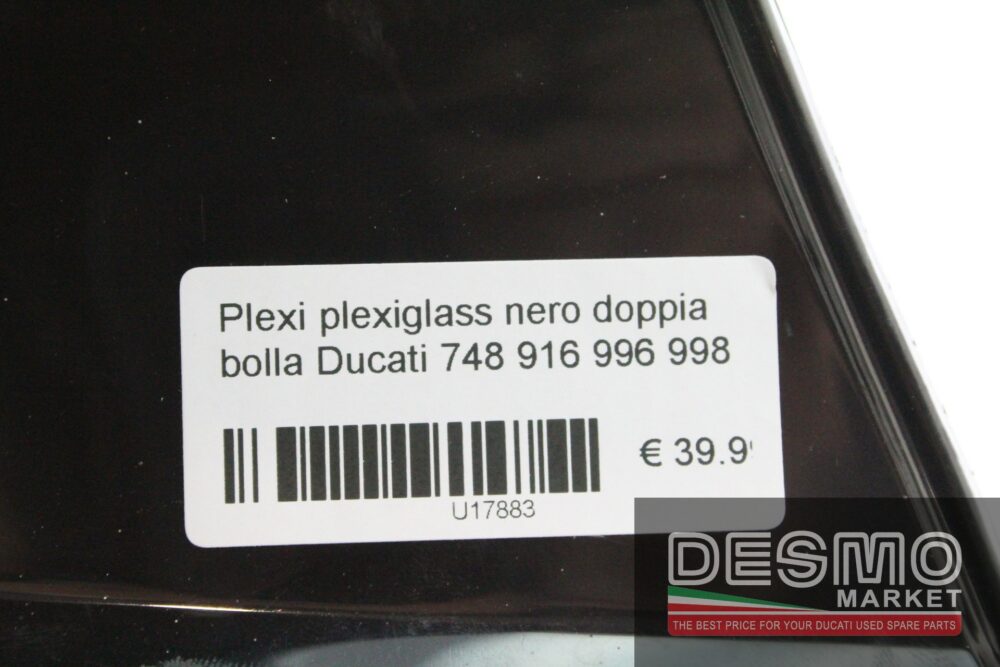 Plexi plexiglass nero doppia
bolla Ducati 748 916 996 998
€ 39.9
U17883
DESMO
MARKET
THE BEST PRICE FOR YOUR DUCATI USED SPARE PARTS